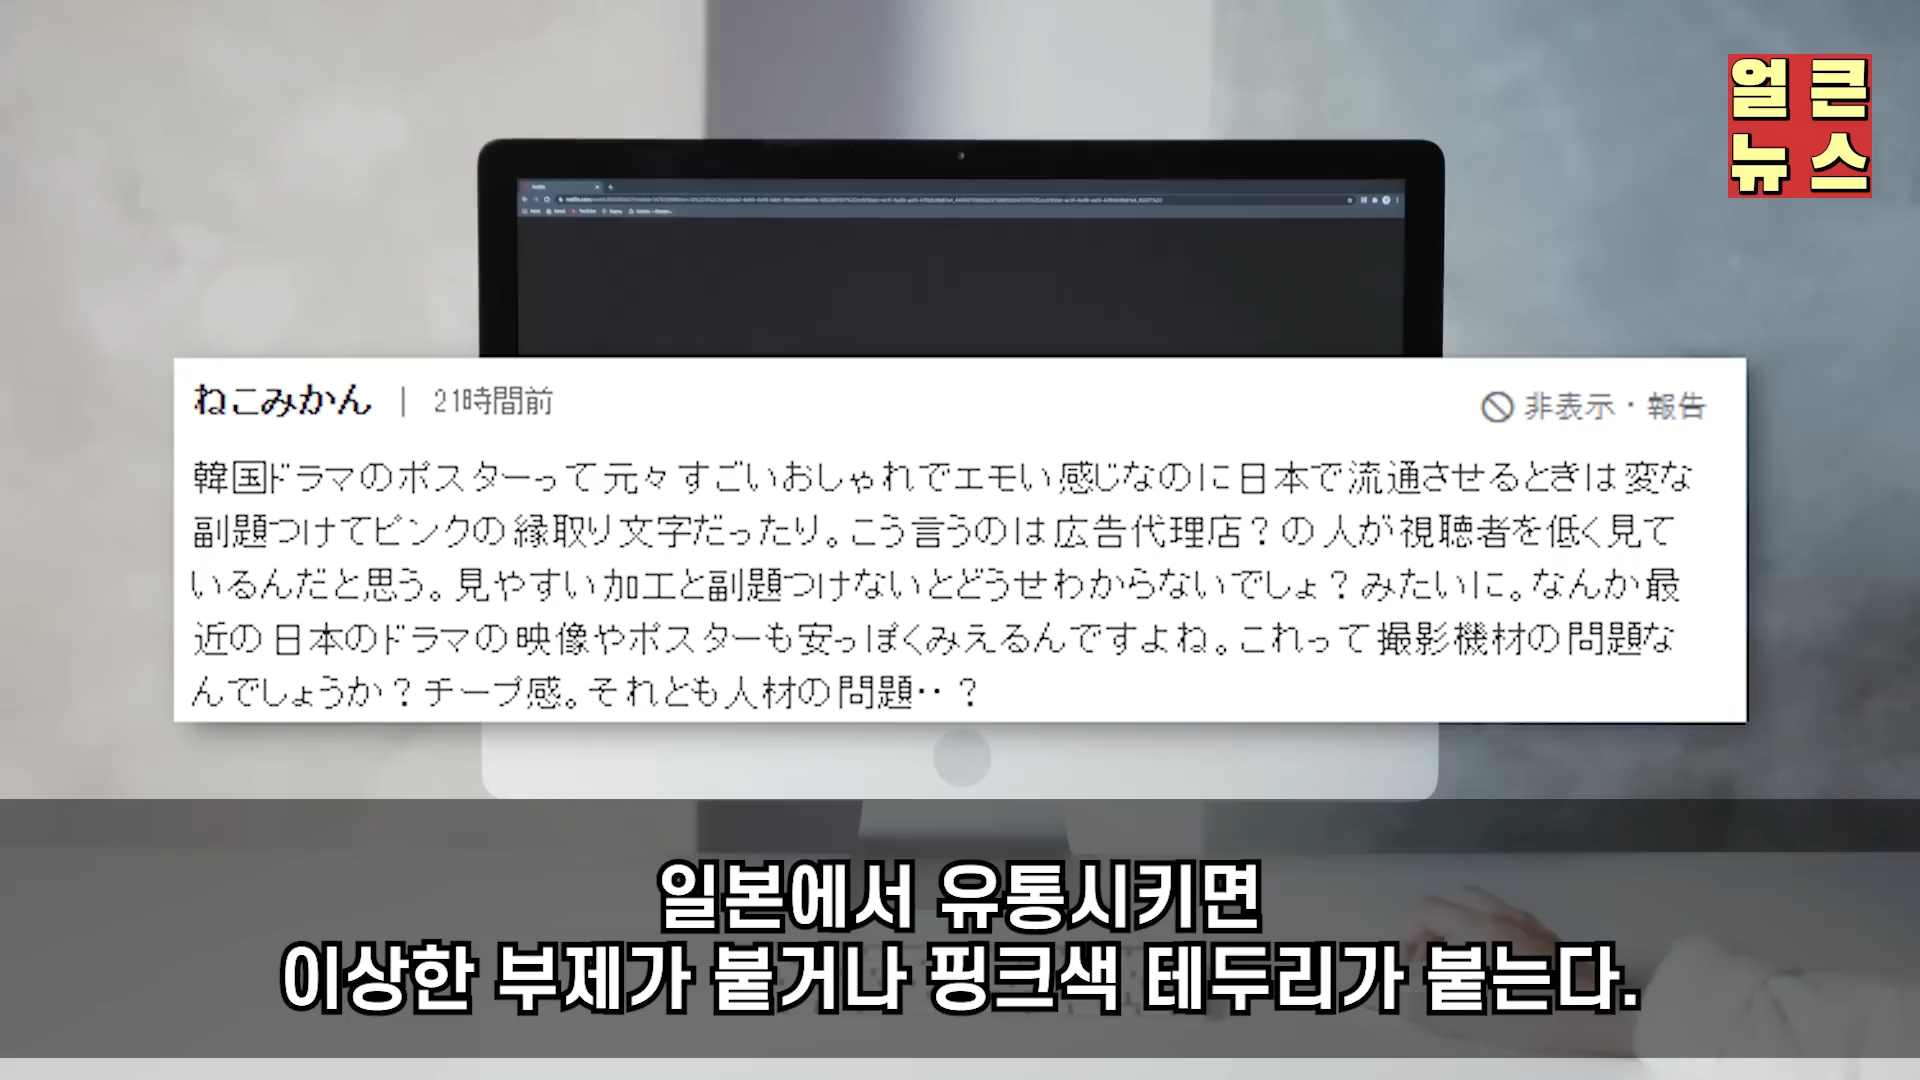 얼큰
뉴스
ねこみかん | 21時間前
非表示・報告
韓国ドラマのポスターって元々すごいおしゃれでエモい感じなのに日本で流通させるときは変な
副題つけてピンクの縁取り文字だったり。こう言うのは広告代理店？の人が視聴者を低く見て
いるんだと思う。見やすい加工と副題つけないとどうせわからないでしょ？みたいに。なんか最
近の日本のドラマの映像やポスターも安っぽくみえるんですよね。これって撮影機材の問題な
んでしょうか？チープ感。それとも人材の問題‥？
일본에서 유통시키면
이상한 부제가 붙거나 핑크색 테두리가 붙는다.